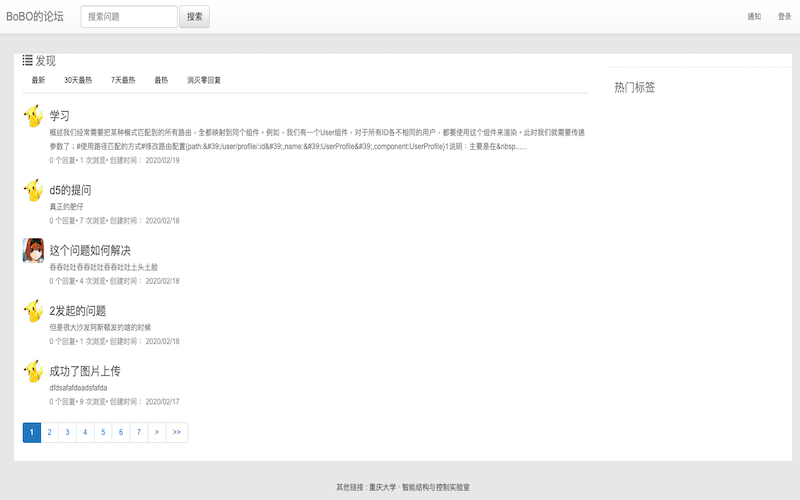 BoBO的论坛 搜索问题 搜索 通知 登录
发现
热门标签
最新 30天最热 7天最热 最热 消灭零回复
学习
概述我们经常需要把某种模式匹配到的所有路由，全都映射到同个组件。例如，我们有一个User组件，对于所有ID各不相同的用户，都要使用这个组件来渲染。此时我们就需要传递
参数了；#使用路径匹配的方式#修改路由配置{path:&#39;/user/profile/:id&#39;,name:&#39;UserProfile&#39;,component:UserProfile}1说明：主要是在&nbsp......
0 个回复• 1 次浏览• 创建时间： 2020/02/19
d5的提问
真正的肥仔
0 个回复• 7 次浏览• 创建时间： 2020/02/18
这个问题如何解决
吞吞吐吐吞吞吐吐吞吞吐吐土头土脸
0 个回复• 4 次浏览• 创建时间： 2020/02/18
2发起的问题
但是很大沙发阿斯顿发的啥的时候
0 个回复• 1 次浏览• 创建时间： 2020/02/18
成功了图片上传
dfdsafafdaadsfafda
0 个回复• 9 次浏览• 创建时间： 2020/02/17
1 2 3 4 5 6 7 > >>
其他链接 : 重庆大学 · 智能结构与控制实验室